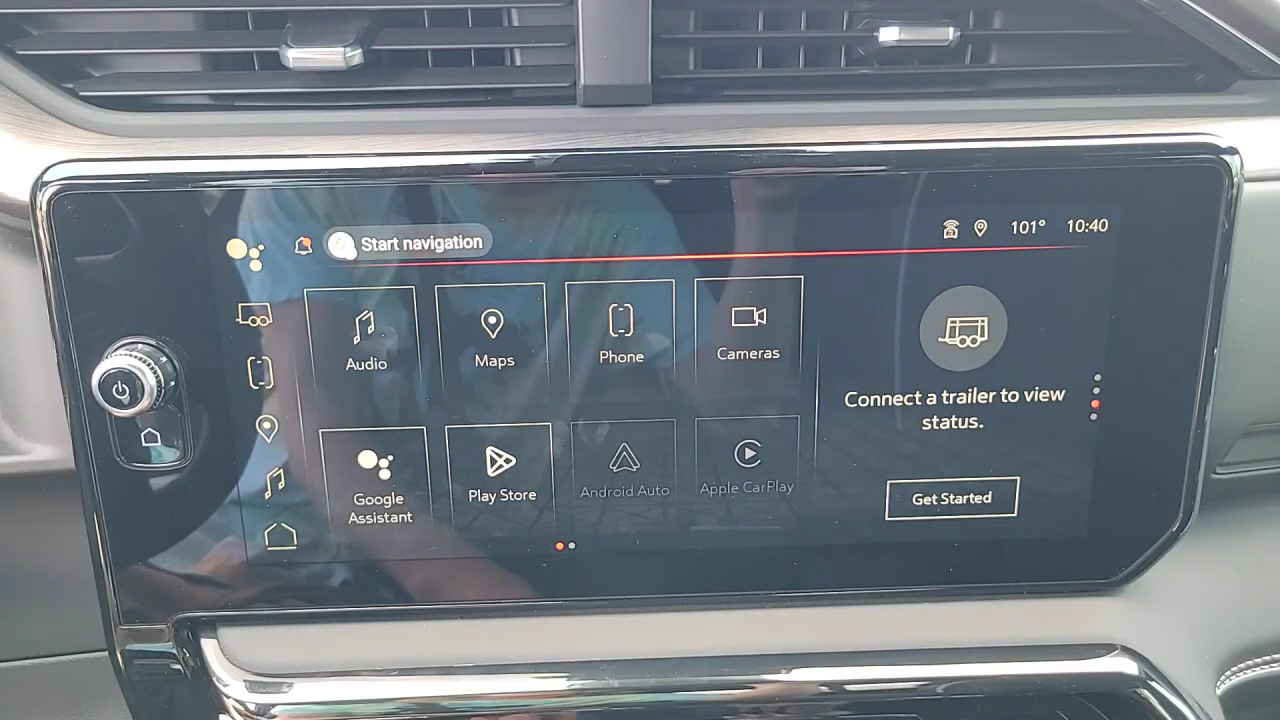 Start navigation
101° 10:40
Audio
Maps
Phone
Cameras
Connect a trailer to view
status.
Google
Assistant
Play Store
Android Auto
Apple CarPlay
Get Started